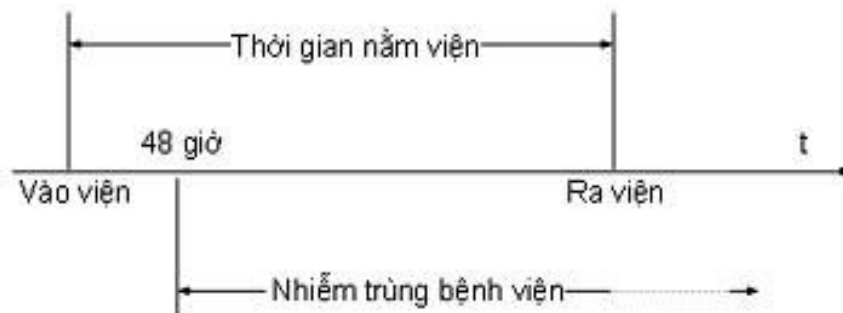 Thời gian nằm viện
48 giờ
t
Vào viện
Ra viện
Nhiễm trùng bệnh viện